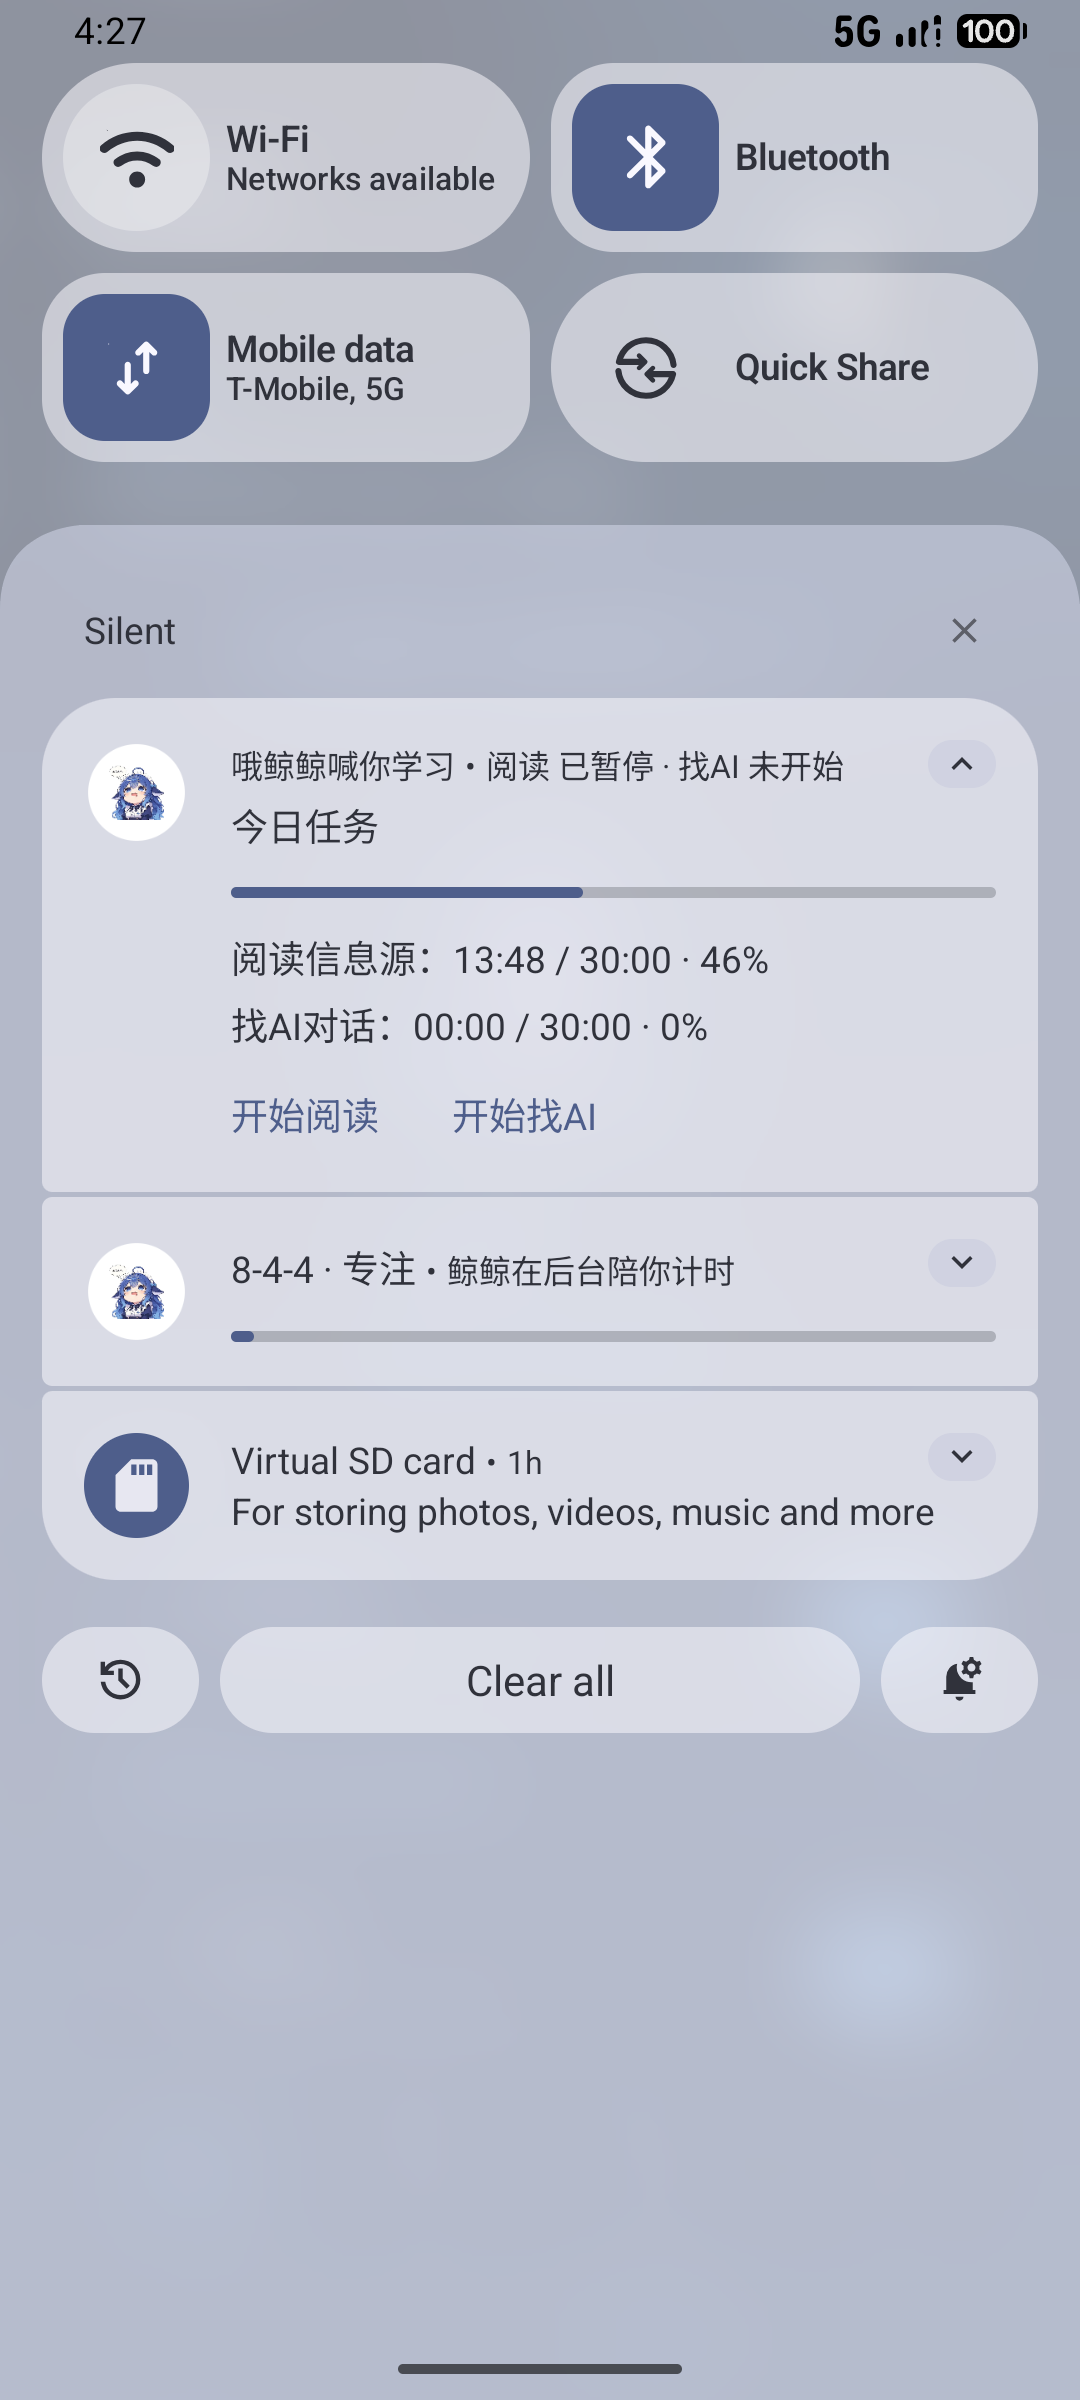 4:27
5G
100
Wi-Fi
Networks available
Bluetooth
Mobile data
T-Mobile, 5G
Quick Share
Silent
哦鲸鲸喊你学习 • 阅读 已暂停 · 找AI 未开始
今日任务
阅读信息源：13:48 / 30:00 · 46%
找AI对话：00:00 / 30:00 · 0%
开始阅读 开始找AI
8-4-4 · 专注 • 鲸鲸在后台陪你计时
Virtual SD card • 1h
For storing photos, videos, music and more
Clear all